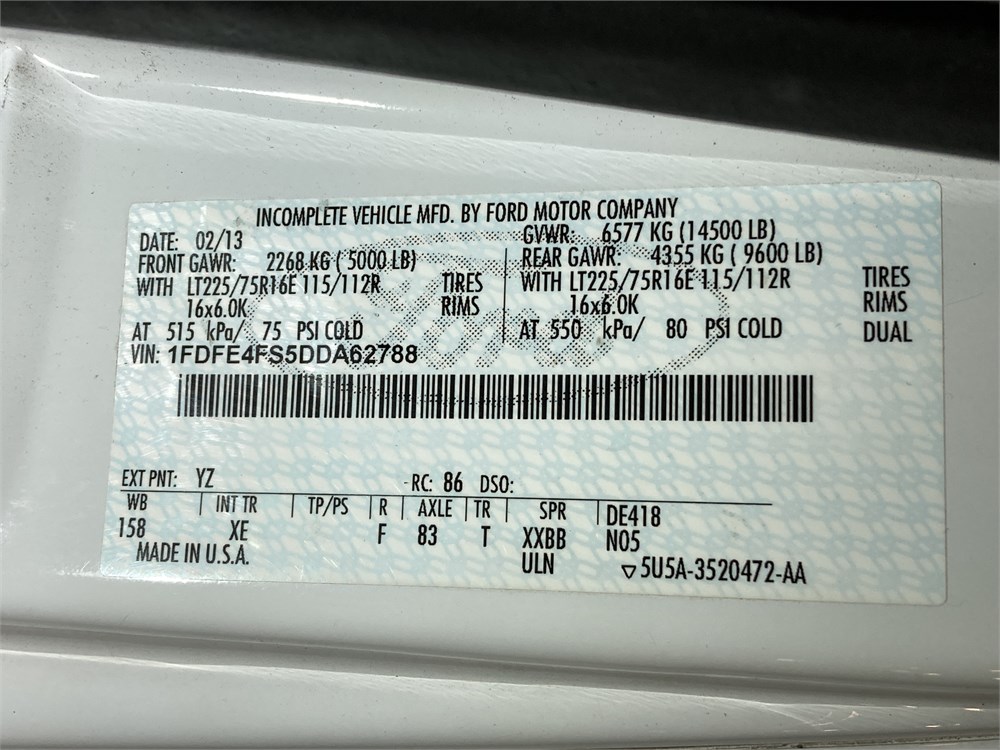 INCOMPLETE VEHICLE MFD. BY FORD MOTOR COMPANY
DATE: 02/13 GVWR: 6577 KG (14500 LB)
FRONT GAWR: 2268 KG ( 5000 LB) REAR GAWR: 4355 KG ( 9600 LB)
WITH LT225/75R16E 115/112R TIRES WITH LT225/75R16E 115/112R TIRES
16x6.0K RIMS 16x6.0K RIMS
AT 515 kPa/ 75 PSI COLD AT 550 kPa/ 80 PSI COLD DUAL
VIN: 1FDFE4FS5DDA62788
EXT PNT: YZ RC: 86 DSO:
WB INT TR TP/PS R AXLE TR SPR DE418
158 XE F 83 T XXBB N05
MADE IN U.S.A. ULN ▽5U5A-3520472-AA